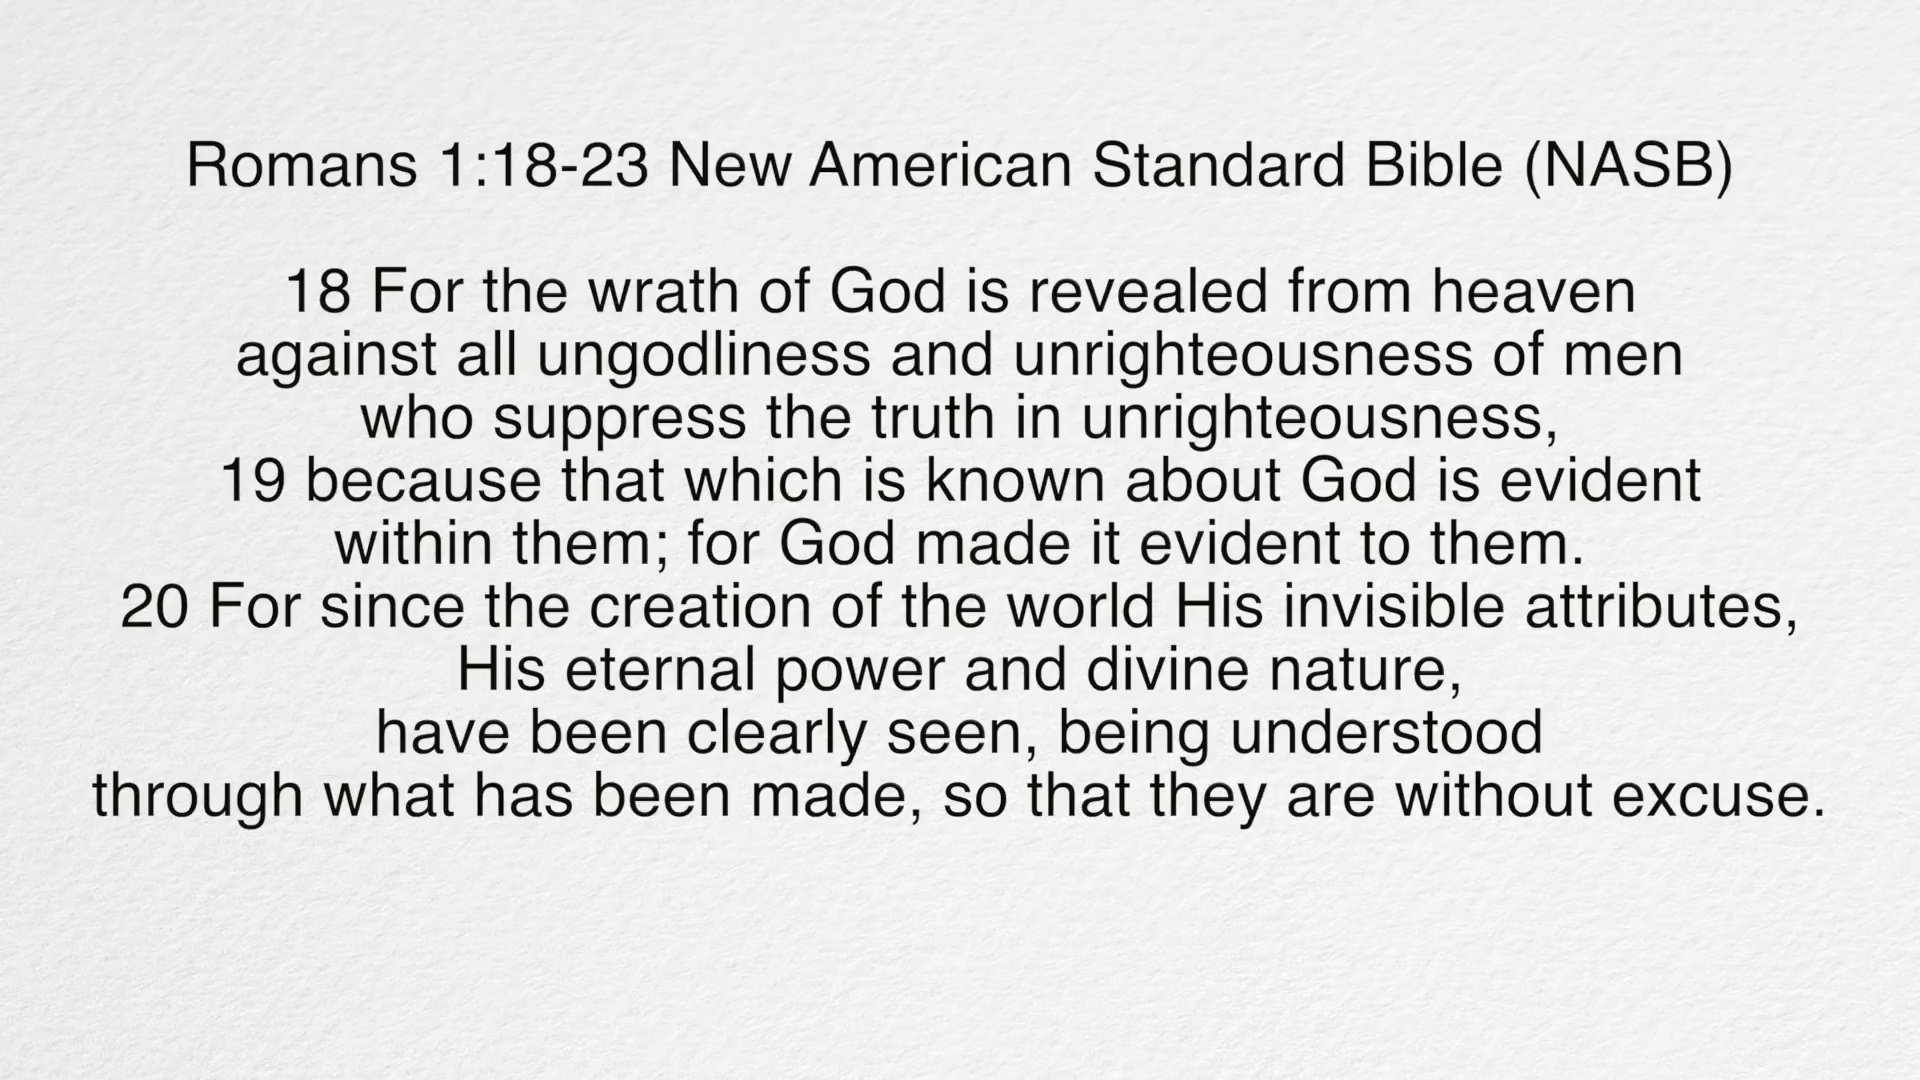 Romans 1:18-23 New American Standard Bible (NASB)
18 For the wrath of God is revealed from heaven
against all ungodliness and unrighteousness of men
who suppress the truth in unrighteousness,
19 because that which is known about God is evident
within them; for God made it evident to them.
20 For since the creation of the world His invisible attributes,
His eternal power and divine nature,
have been clearly seen, being understood
through what has been made, so that they are without excuse.